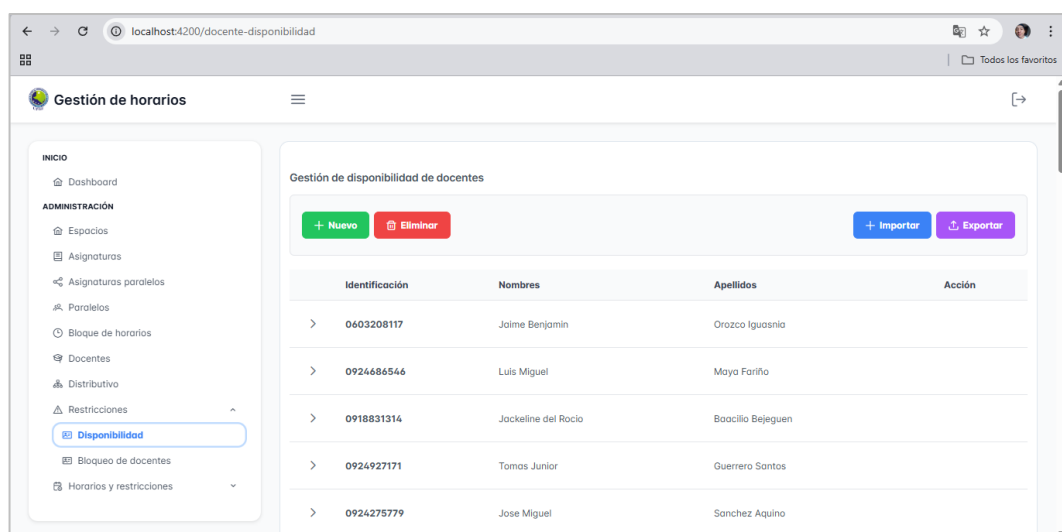 localhost:4200/docente-disponibilidad
Todos los favoritos
Gestión de horarios
INICIO
Dashboard
ADMINISTRACIÓN
Espacios
Asignaturas
Asignaturas paralelos
Paralelos
Bloque de horarios
Docentes
Distributivo
Restricciones
Disponibilidad
Bloqueo de docentes
Horarios y restricciones
Gestión de disponibilidad de docentes
+ Nuevo Eliminar + Importar Exportar
Identificación Nombres Apellidos Acción
0603208117 Jaime Benjamin Orozco Iguasnia
0924686546 Luis Miguel Maya Fariño
0918831314 Jackeline del Rocio Baacilio Bejeguen
0924927171 Tomas Junior Guerrero Santos
0924275779 Jose Miguel Sanchez Aquino